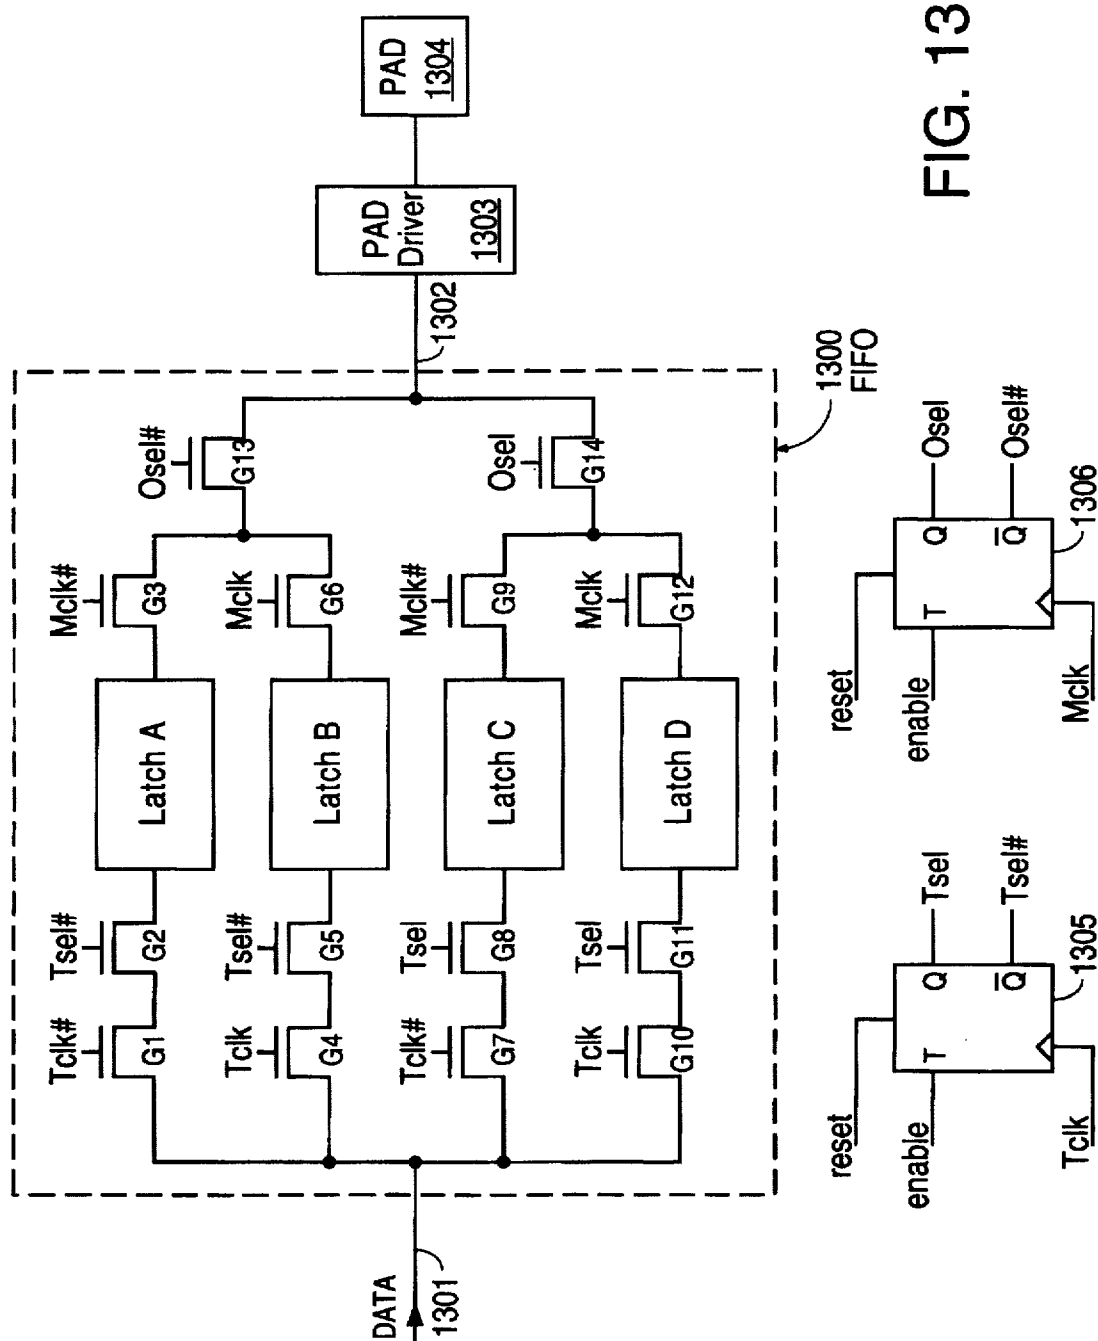 DATA
1301
Tclk#
G1
Tsel#
G2
Latch A
Mclk#
G3
Tclk
G4
Tsel#
G5
Latch B
Mclk
G6
Osel#
G13
Tclk#
G7
Tsel
G8
Latch C
Mclk#
G9
Osel
G14
Tclk
G10
Tsel
G11
Latch D
Mclk
G12
1302
PAD
Driver
1303
PAD
1304
1300
FIFO
reset
enable
Tclk
T
Q
Q
Tsel
Tsel#
1305
reset
enable
Mclk
T
Q
Q
Osel
Osel#
1306
FIG. 13